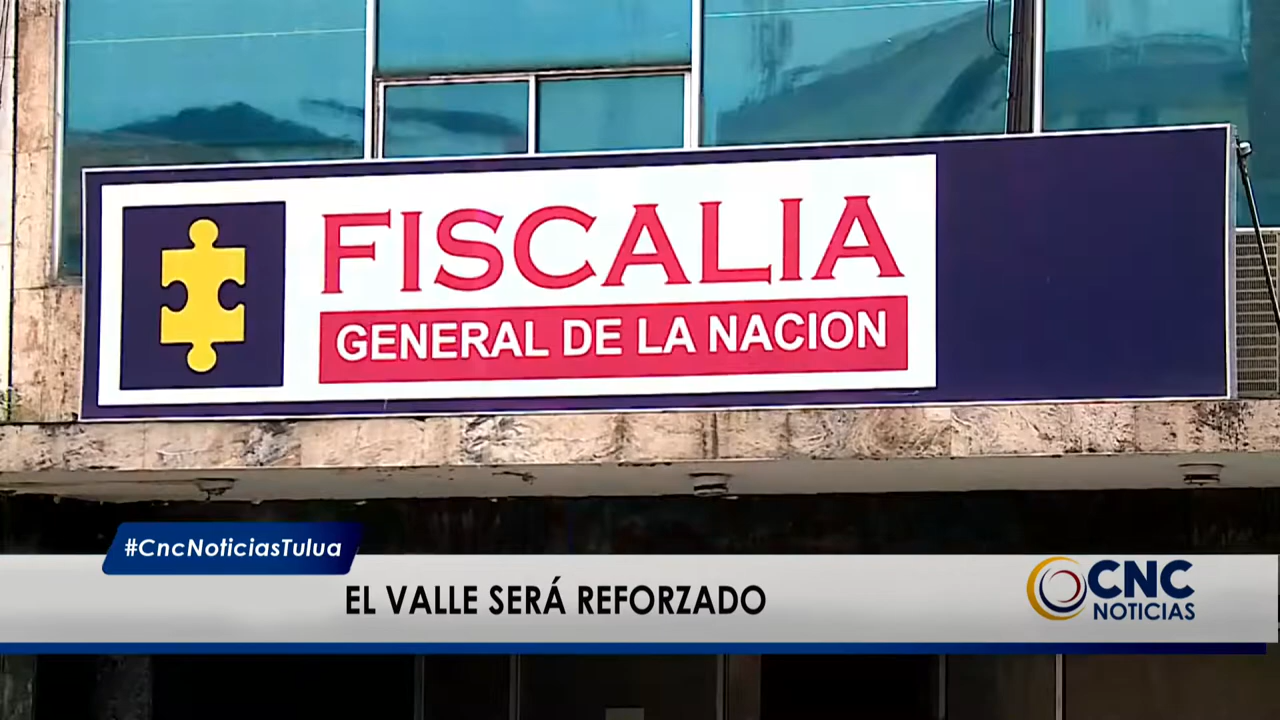 FISCALIA
GENERAL DE LA NACION
#CncNoticiasTulua
EL VALLE SERÁ REFORZADO
CNC
NOTICIAS